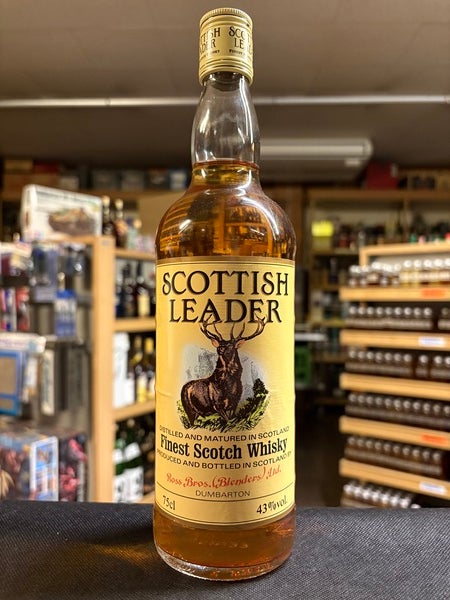 SCOTTISH
LEADER
SCOTTISH
LEADER
DISTILLED AND MATURED IN SCOTLAND
Finest Scotch Whisky
PRODUCED AND BOTTLED IN SCOTLAND BY
Ross Bros. (Blenders) Ltd.
DUMBARTON
75cl 43%vol.